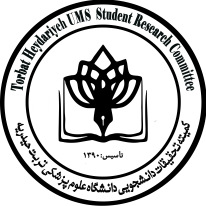 Torbat Heydariyeh UMS Student Research Committee
تاسیس: ۱۳۹۰
کمیته تحقیقات دانشجویی دانشگاه علوم پزشکی تربت حیدریه